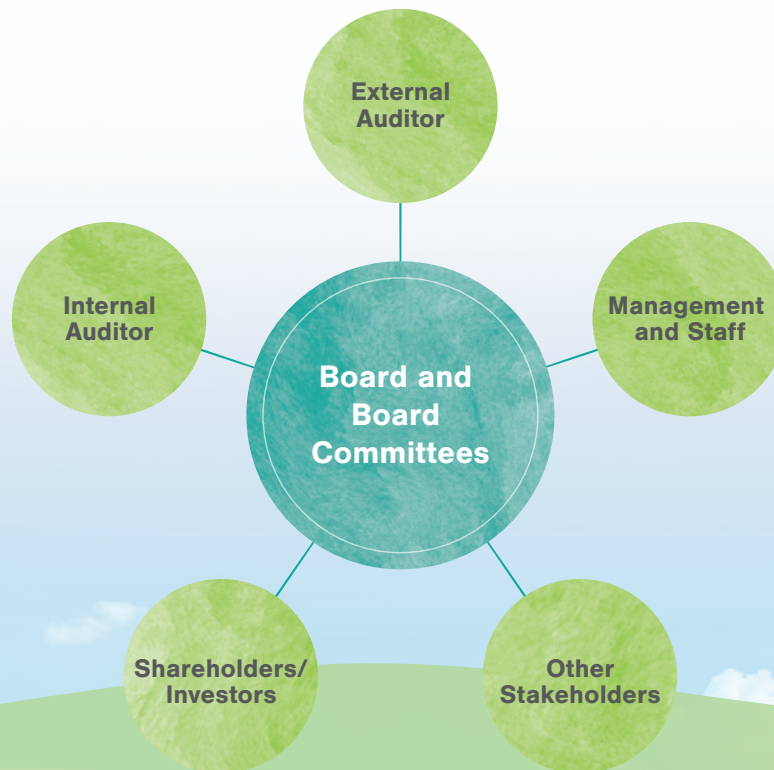 External
Auditor
Internal
Auditor
Management
and Staff
Board and
Board
Committees
Shareholders/
Investors
Other
Stakeholders